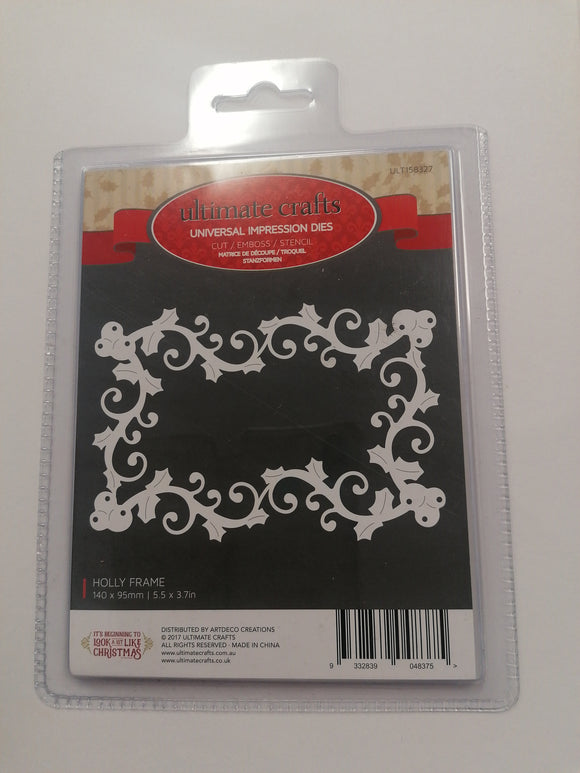 ULT158327
ultimate crafts
UNIVERSAL IMPRESSION DIES
CUT / EMBOSS / STENCIL
MATRICE DE DÉCOUPE / TROQUEL
STANZFORMEN
HOLLY FRAME
140 x 95mm | 5.5 x 3.7in
IT'S BEGINNING TO
LOOK A LOT LIKE
CHRISTMAS
DISTRIBUTED BY ARTDECO CREATIONS
© 2017 ULTIMATE CRAFTS
ALL RIGHTS RESERVED · MADE IN CHINA
www.ultimatecrafts.com.au
www.ultimatecrafts.co.uk
9 332839 048375 >